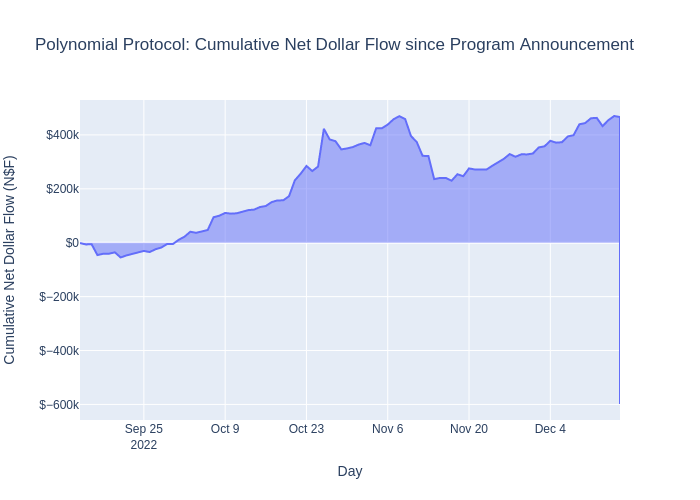 Polynomial Protocol: Cumulative Net Dollar Flow since Program Announcement
Cumulative Net Dollar Flow (N$F)
$400k
$200k
$0
$−200k
$−400k
$−600k
Sep 25
2022
Oct 9
Oct 23
Nov 6
Nov 20
Dec 4
Day